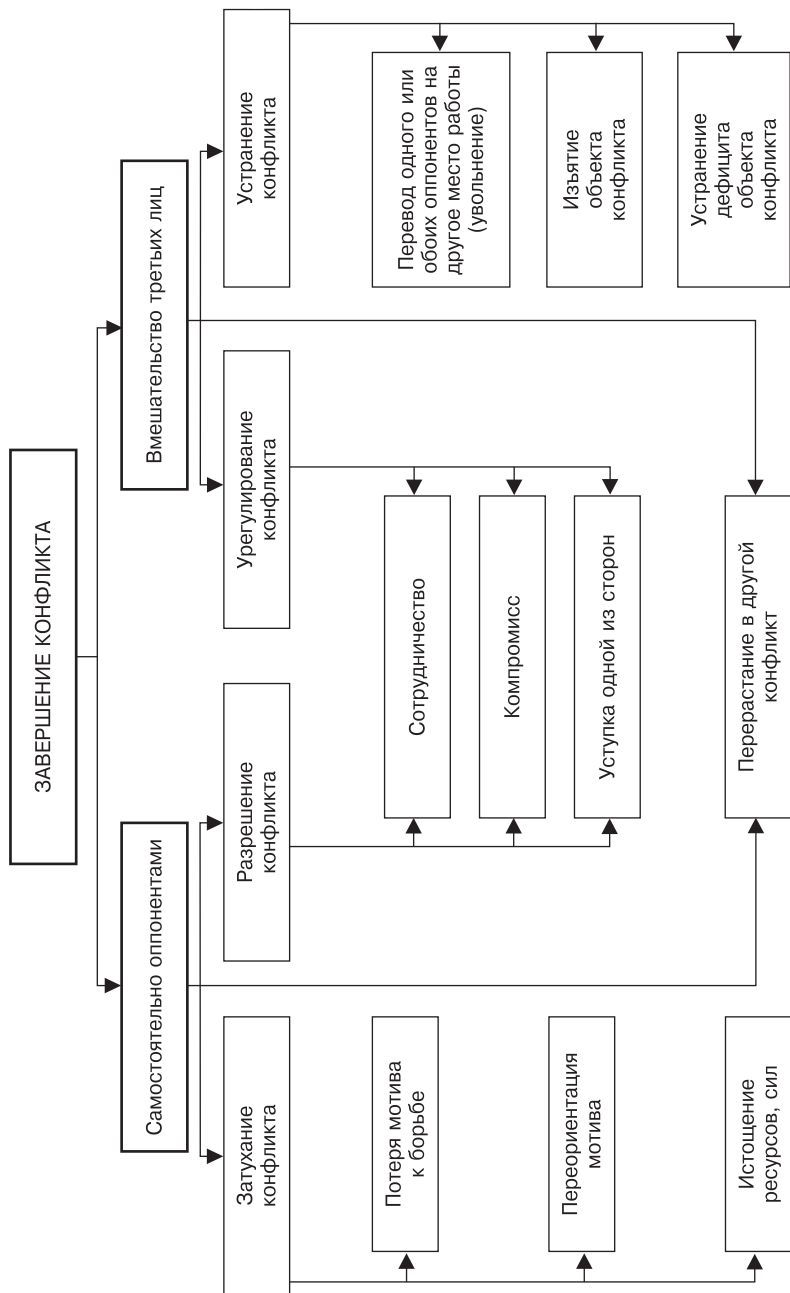 ЗАВЕРШЕНИЕ КОНФЛИКТА
Самостоятельно оппонентами
Вмешательство третьих лиц
Затухание
конфликта
Разрешение
конфликта
Урегулирование
конфликта
Устранение
конфликта
Потеря мотива
к борьбе
Переориентация
мотива
Истощение
ресурсов, сил
Сотрудничество
Компромисс
Уступка одной из сторон
Перерастание в другой
конфликт
Перевод одного или
обоих оппонентов на
другое место работы
(увольнение)
Изъятие
объекта
конфликта
Устранение
дефицита
объекта
конфликта